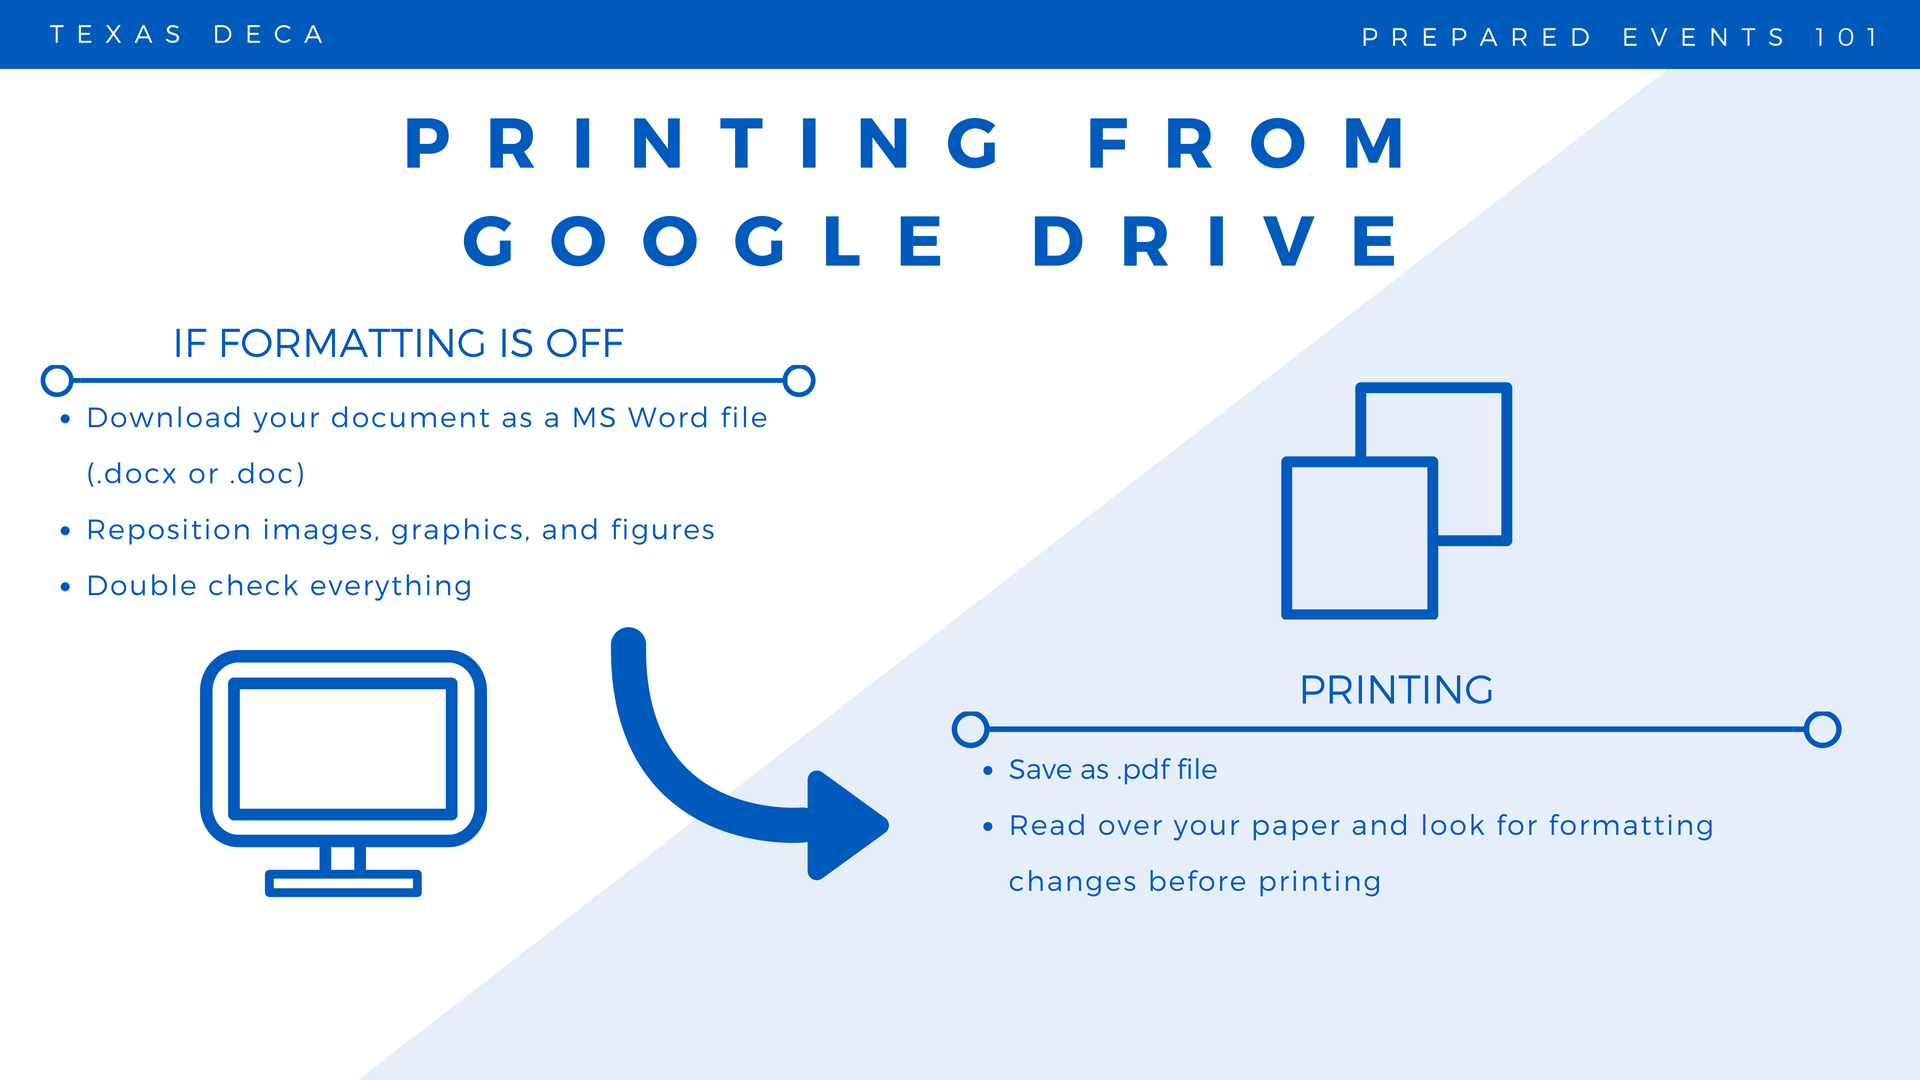 TEXAS DECA
PREPARED EVENTS 101
PRINTING FROM
GOOGLE DRIVE
IF FORMATTING IS OFF
• Download your document as a MS Word file
(.docx or .doc)
• Reposition images, graphics, and figures
• Double check everything
PRINTING
• Save as .pdf file
• Read over your paper and look for formatting
changes before printing